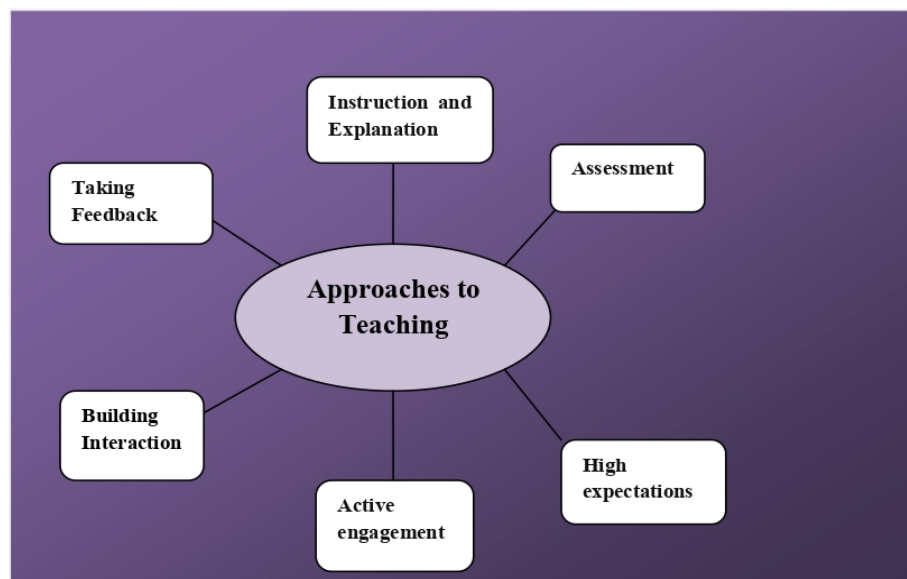 Instruction and
Explanation
Assessment
Taking
Feedback
Approaches to
Teaching
Building
Interaction
High
expectations
Active
engagement